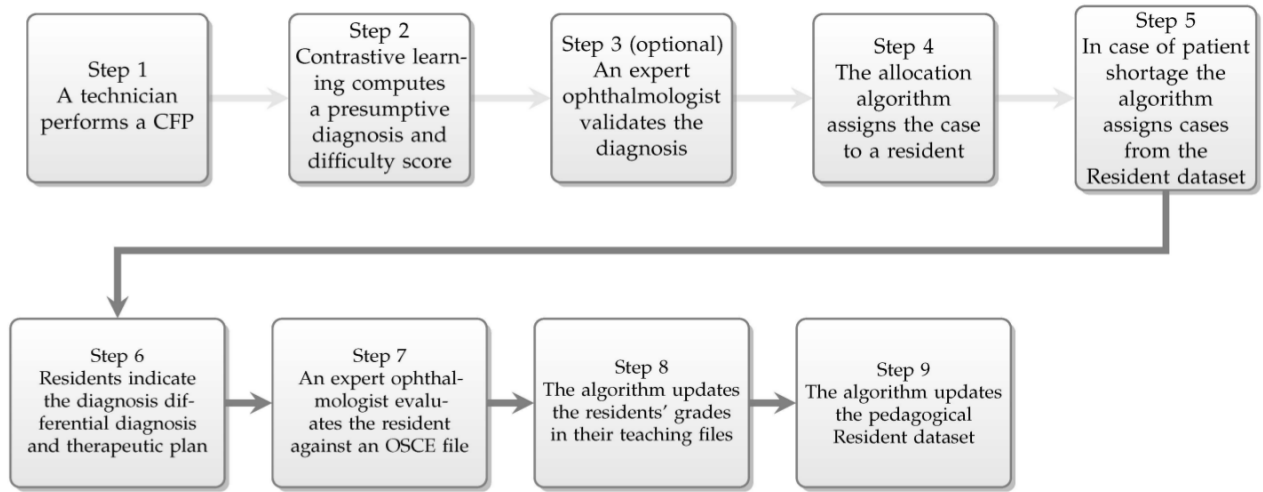 Step 1
A technician
performs a CFP
Step 2
Contrastive learn-
ing computes
a presumptive
diagnosis and
difficulty score
Step 3 (optional)
An expert
ophthalmologist
validates the
diagnosis
Step 4
The allocation
algorithm
assigns the case
to a resident
Step 5
In case of patient
shortage the
algorithm
assigns cases
from the
Resident dataset
Step 6
Residents indicate
the diagnosis dif-
ferential diagnosis
and therapeutic plan
Step 7
An expert ophthal-
mologist evalu-
ates the resident
against an OSCE file
Step 8
The algorithm updates
the residents' grades
in their teaching files
Step 9
The algorithm updates
the pedagogical
Resident dataset